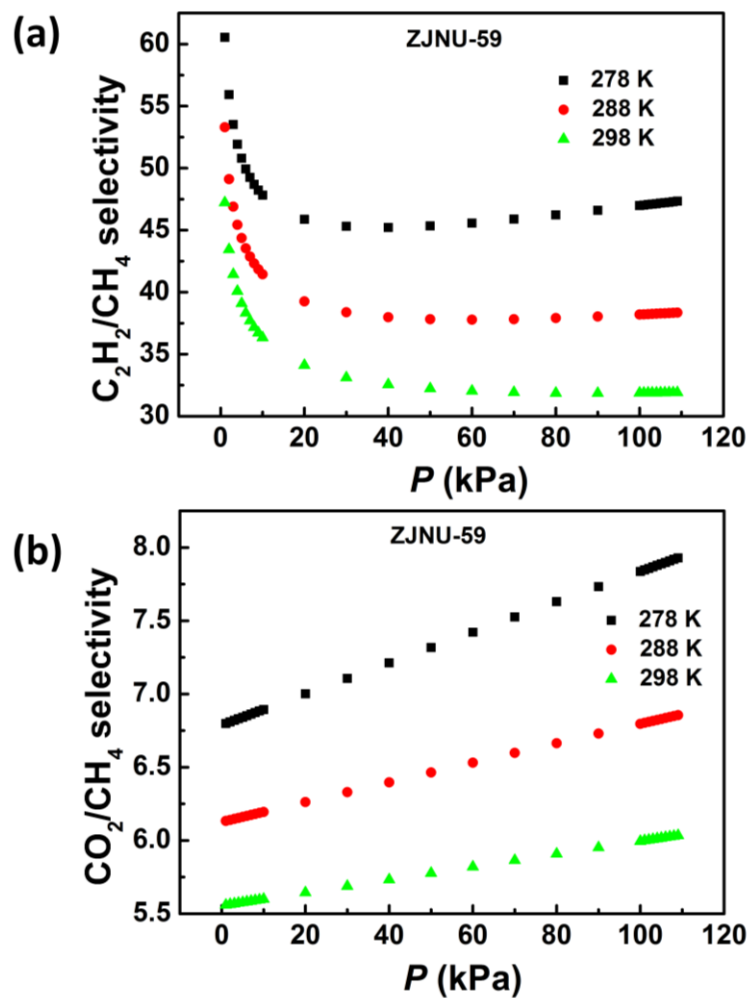 (a)
ZJNU-59
278 K
288 K
298 K
C₂H₂/CH₄ selectivity
60
55
50
45
40
35
30
0 20 40 60 80 100 120
P (kPa)
(b)
ZJNU-59
278 K
288 K
298 K
CO₂/CH₄ selectivity
8.0
7.5
7.0
6.5
6.0
5.5
0 20 40 60 80 100 120
P (kPa)